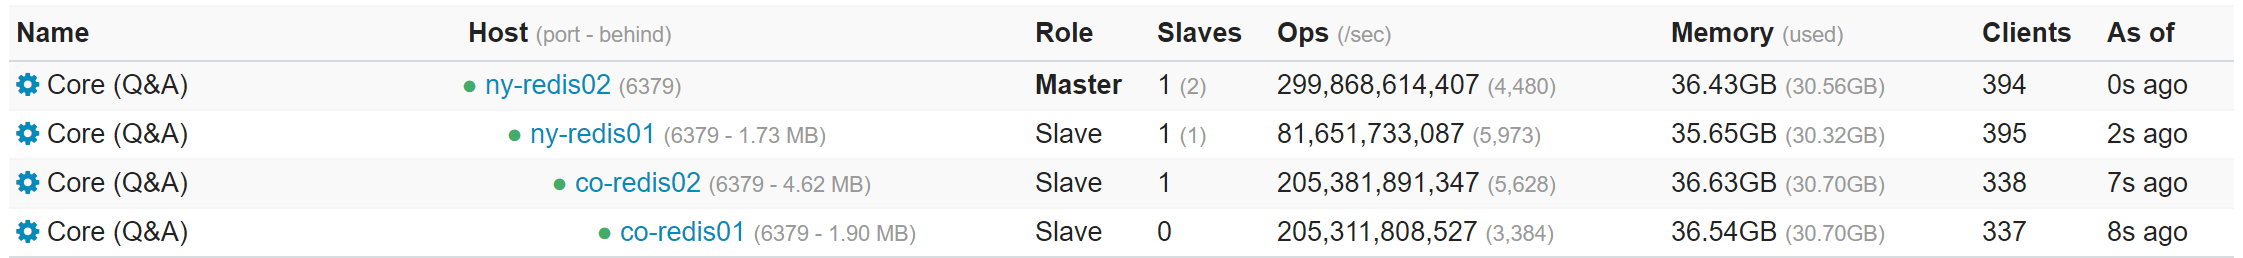 Name Host (port - behind) Role Slaves Ops (/sec) Memory (used) Clients As of
Core (Q&A) ny-redis02 (6379) Master 1 (2) 299,868,614,407 (4,480) 36.43GB (30.56GB) 394 0s ago
Core (Q&A) ny-redis01 (6379 - 1.73 MB) Slave 1 (1) 81,651,733,087 (5,973) 35.65GB (30.32GB) 395 2s ago
Core (Q&A) co-redis02 (6379 - 4.62 MB) Slave 1 205,381,891,347 (5,628) 36.63GB (30.70GB) 338 7s ago
Core (Q&A) co-redis01 (6379 - 1.90 MB) Slave 0 205,311,808,527 (3,384) 36.54GB (30.70GB) 337 8s ago